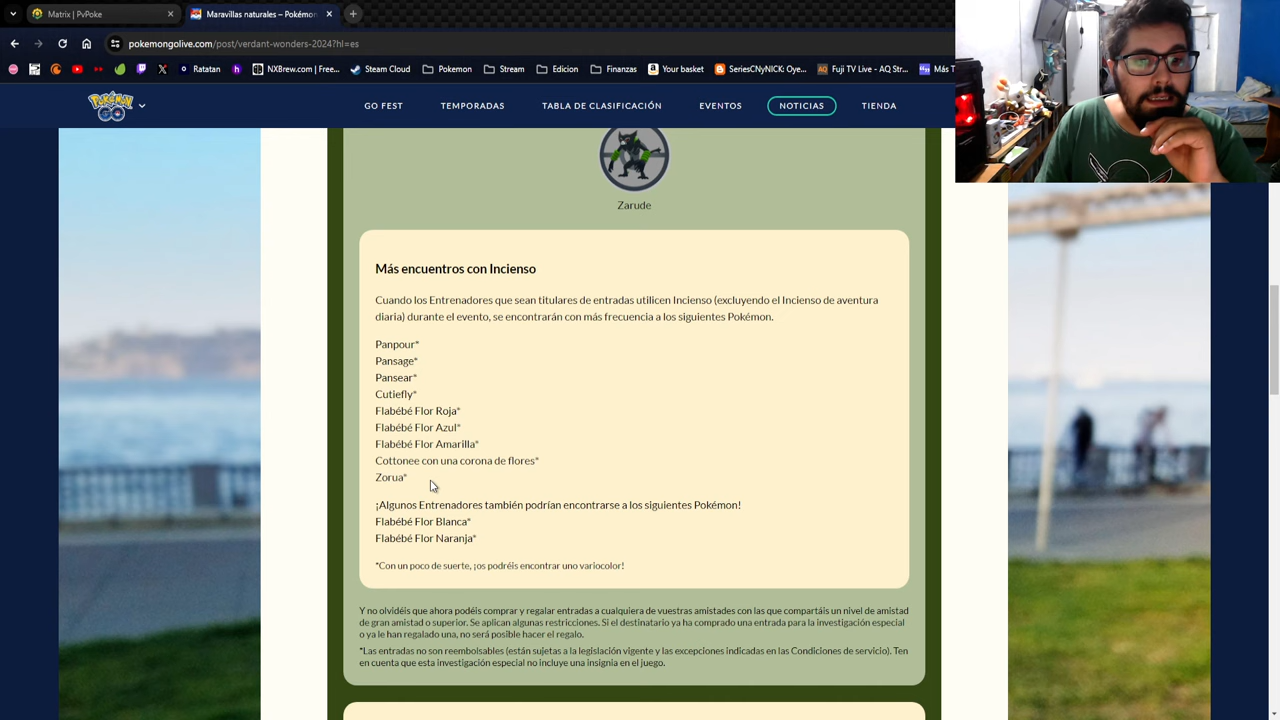 Matrix | PvPoke
Maravillas naturales – Pokémon
pokemongolive.com/post/verdant-wonders-2024?hl=es
Ratatan
NXBrew.com | Free...
Steam Cloud
Pokemon
Stream
Edicion
Finanzas
Your basket
SeriesCNyNICK: Oye...
Fuji TV Live - AQ Str...
Más T
POKÉMON GO
GO FEST
TEMPORADAS
TABLA DE CLASIFICACIÓN
EVENTOS
NOTICIAS
TIENDA
Zarude
Más encuentros con Incienso
Cuando los Entrenadores que sean titulares de entradas utilicen Incienso (excluyendo el Incienso de aventura
diaria) durante el evento, se encontrarán con más frecuencia a los siguientes Pokémon.
Panpour*
Pansage*
Pansear*
Cutiefly*
Flabébé Flor Roja*
Flabébé Flor Azul*
Flabébé Flor Amarilla*
Cottonee con una corona de flores*
Zorua*
¡Algunos Entrenadores también podrían encontrarse a los siguientes Pokémon!
Flabébé Flor Blanca*
Flabébé Flor Naranja*
*Con un poco de suerte, ¡os podréis encontrar uno variocolor!
Y no olvidéis que ahora podéis comprar y regalar entradas a cualquiera de vuestras amistades con las que compartáis un nivel de amistad
de gran amistad o superior. Se aplican algunas restricciones. Si el destinatario ya ha comprado una entrada para la investigación especial
o ya le han regalado una, no será posible hacer el regalo.
*Las entradas no son reembolsables (están sujetas a la legislación vigente y las excepciones indicadas en las Condiciones de servicio). Ten
en cuenta que esta investigación especial no incluye una insignia en el juego.